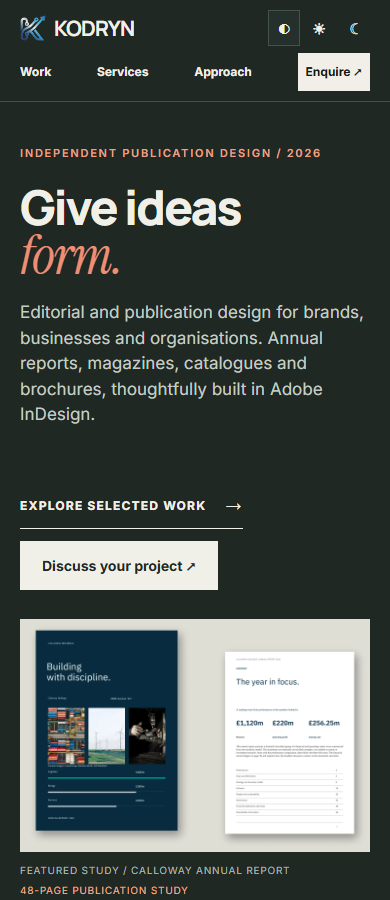 KODRYN
Work Services Approach Enquire ↗
INDEPENDENT PUBLICATION DESIGN / 2026
Give ideas
form.
Editorial and publication design for brands,
businesses and organisations. Annual
reports, magazines, catalogues and
brochures, thoughtfully built in Adobe
InDesign.
EXPLORE SELECTED WORK →
Discuss your project ↗
Building
with discipline.
The year in focus.
£1,120m £220m £256.25m
FEATURED STUDY / CALLOWAY ANNUAL REPORT
48-PAGE PUBLICATION STUDY